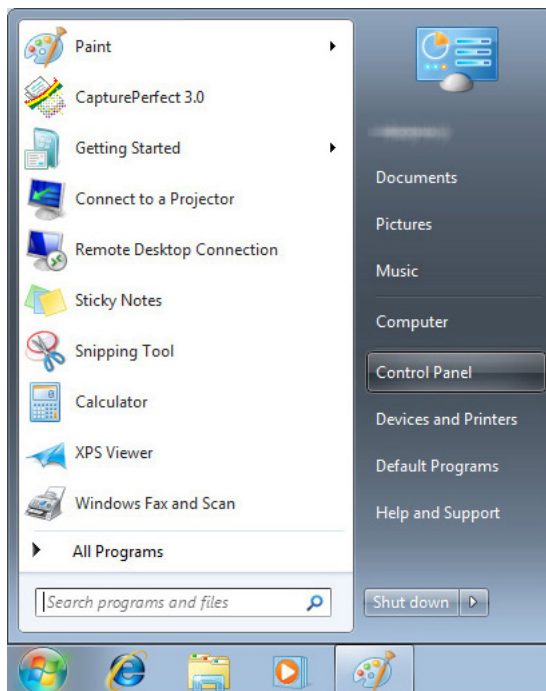 Paint
CapturePerfect 3.0
Getting Started
Connect to a Projector
Remote Desktop Connection
Sticky Notes
Snipping Tool
Calculator
XPS Viewer
Windows Fax and Scan
All Programs
Search programs and files
Documents
Pictures
Music
Computer
Control Panel
Devices and Printers
Default Programs
Help and Support
Shut down